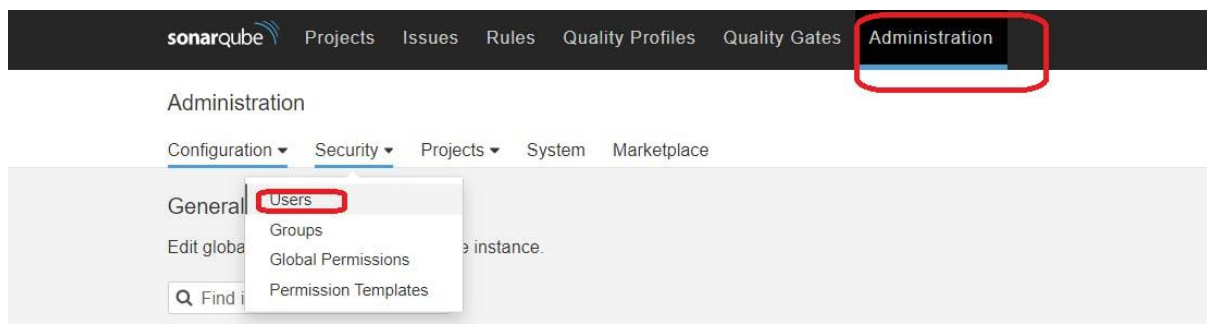 sonarqube Projects Issues Rules Quality Profiles Quality Gates Administration
Administration
Configuration Security Projects System Marketplace
General
Users
Groups
Edit instance.
Global Permissions
Find
Permission Templates